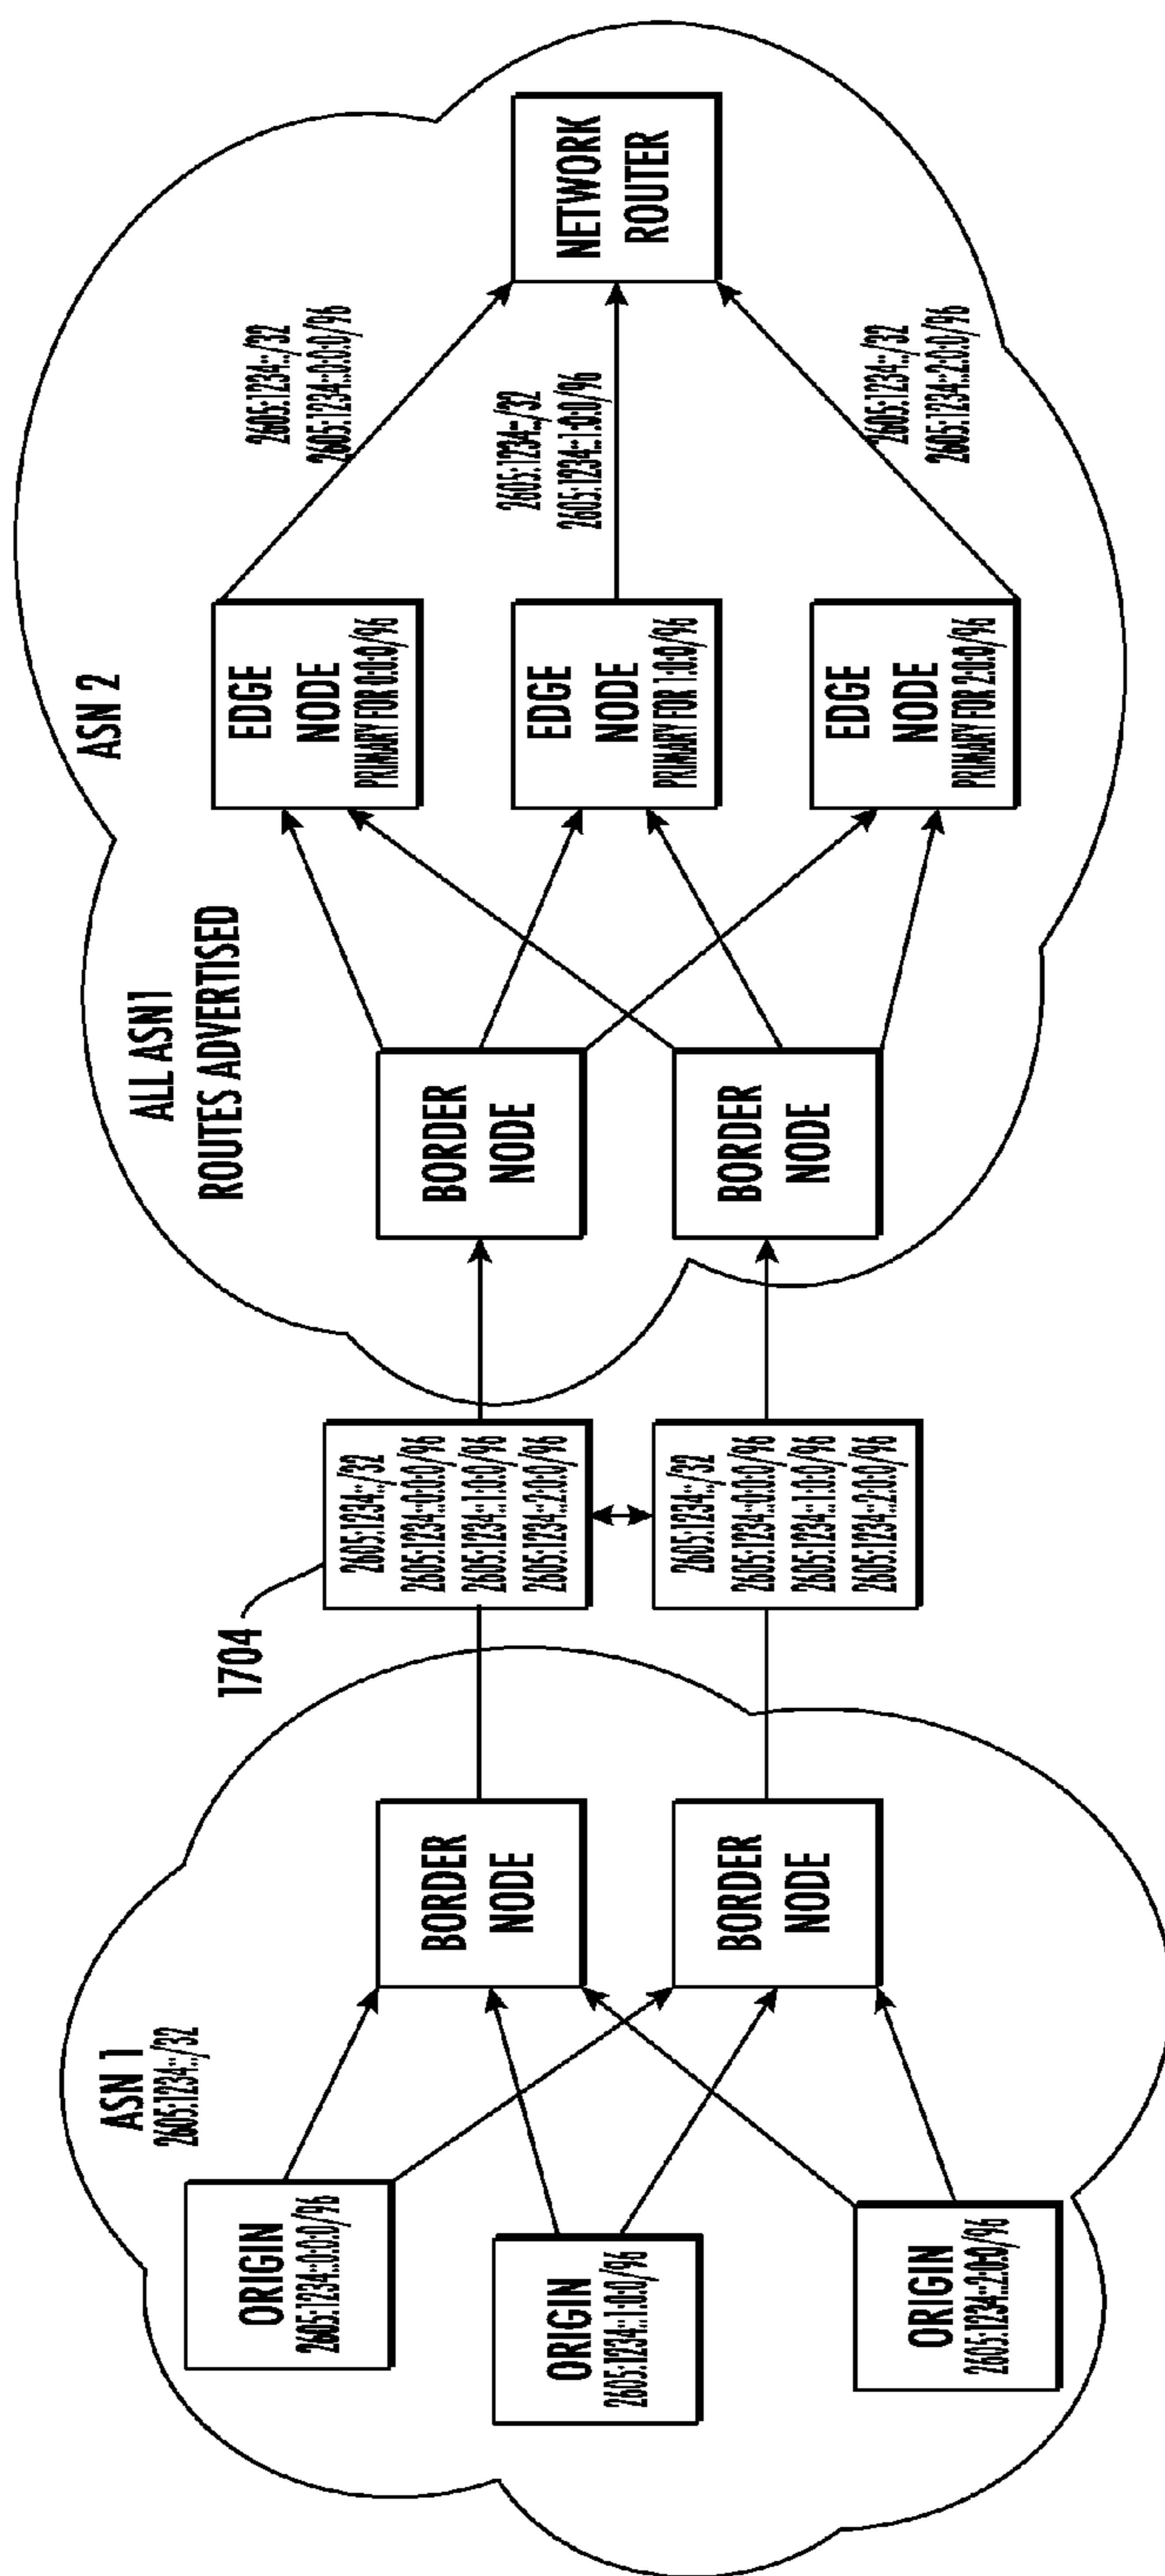 ASN 1
2605:1234::/32
ORIGIN
2605:1234::0:0:0/96
ORIGIN
2605:1234::1:0:0/96
ORIGIN
2605:1234::2:0:0/96
BORDER
NODE
BORDER
NODE
1704
2605:1234::/32
2605:1234::0:0:0/96
2605:1234::1:0:0/96
2605:1234::2:0:0/96
2605:1234::/32
2605:1234::0:0:0/96
2605:1234::1:0:0/96
2605:1234::2:0:0/96
ALL ASN1
ROUTES ADVERTISED
BORDER
NODE
BORDER
NODE
ASN 2
EDGE
NODE
PRIMARY FOR 0:0:0/96
EDGE
NODE
PRIMARY FOR 1:0:0/96
EDGE
NODE
PRIMARY FOR 2:0:0/96
2605:1234::/32
2605:1234::0:0:0/96
2605:1234::/32
2605:1234::1:0:0/96
2605:1234::/32
2605:1234::2:0:0/96
NETWORK
ROUTER